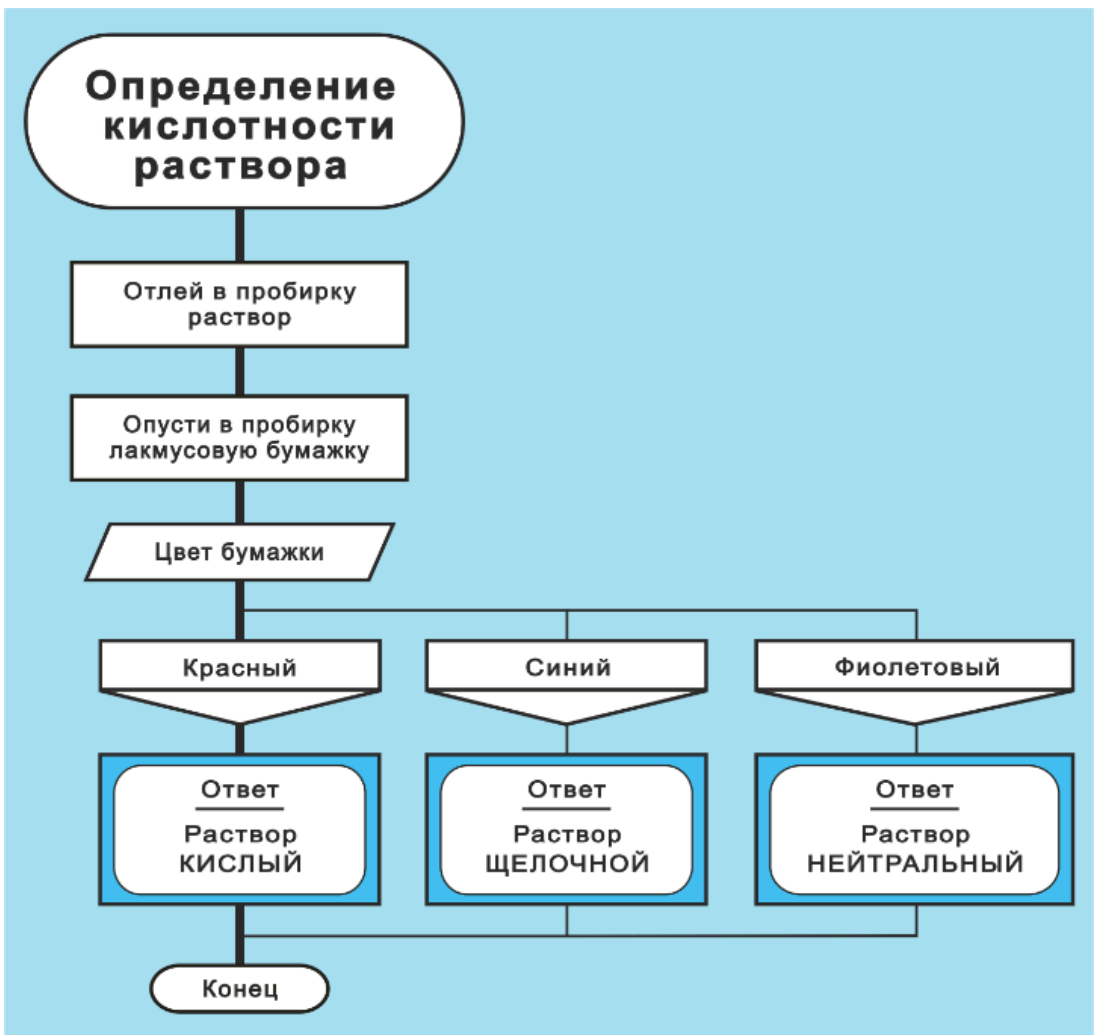 Определение
кислотности
раствора
Отлей в пробирку
раствор
Опусти в пробирку
лакмусовую бумажку
Цвет бумажки
Красный
Синий
Фиолетовый
Ответ
Раствор
КИСЛЫЙ
Ответ
Раствор
ЩЕЛОЧНОЙ
Ответ
Раствор
НЕЙТРАЛЬНЫЙ
Конец